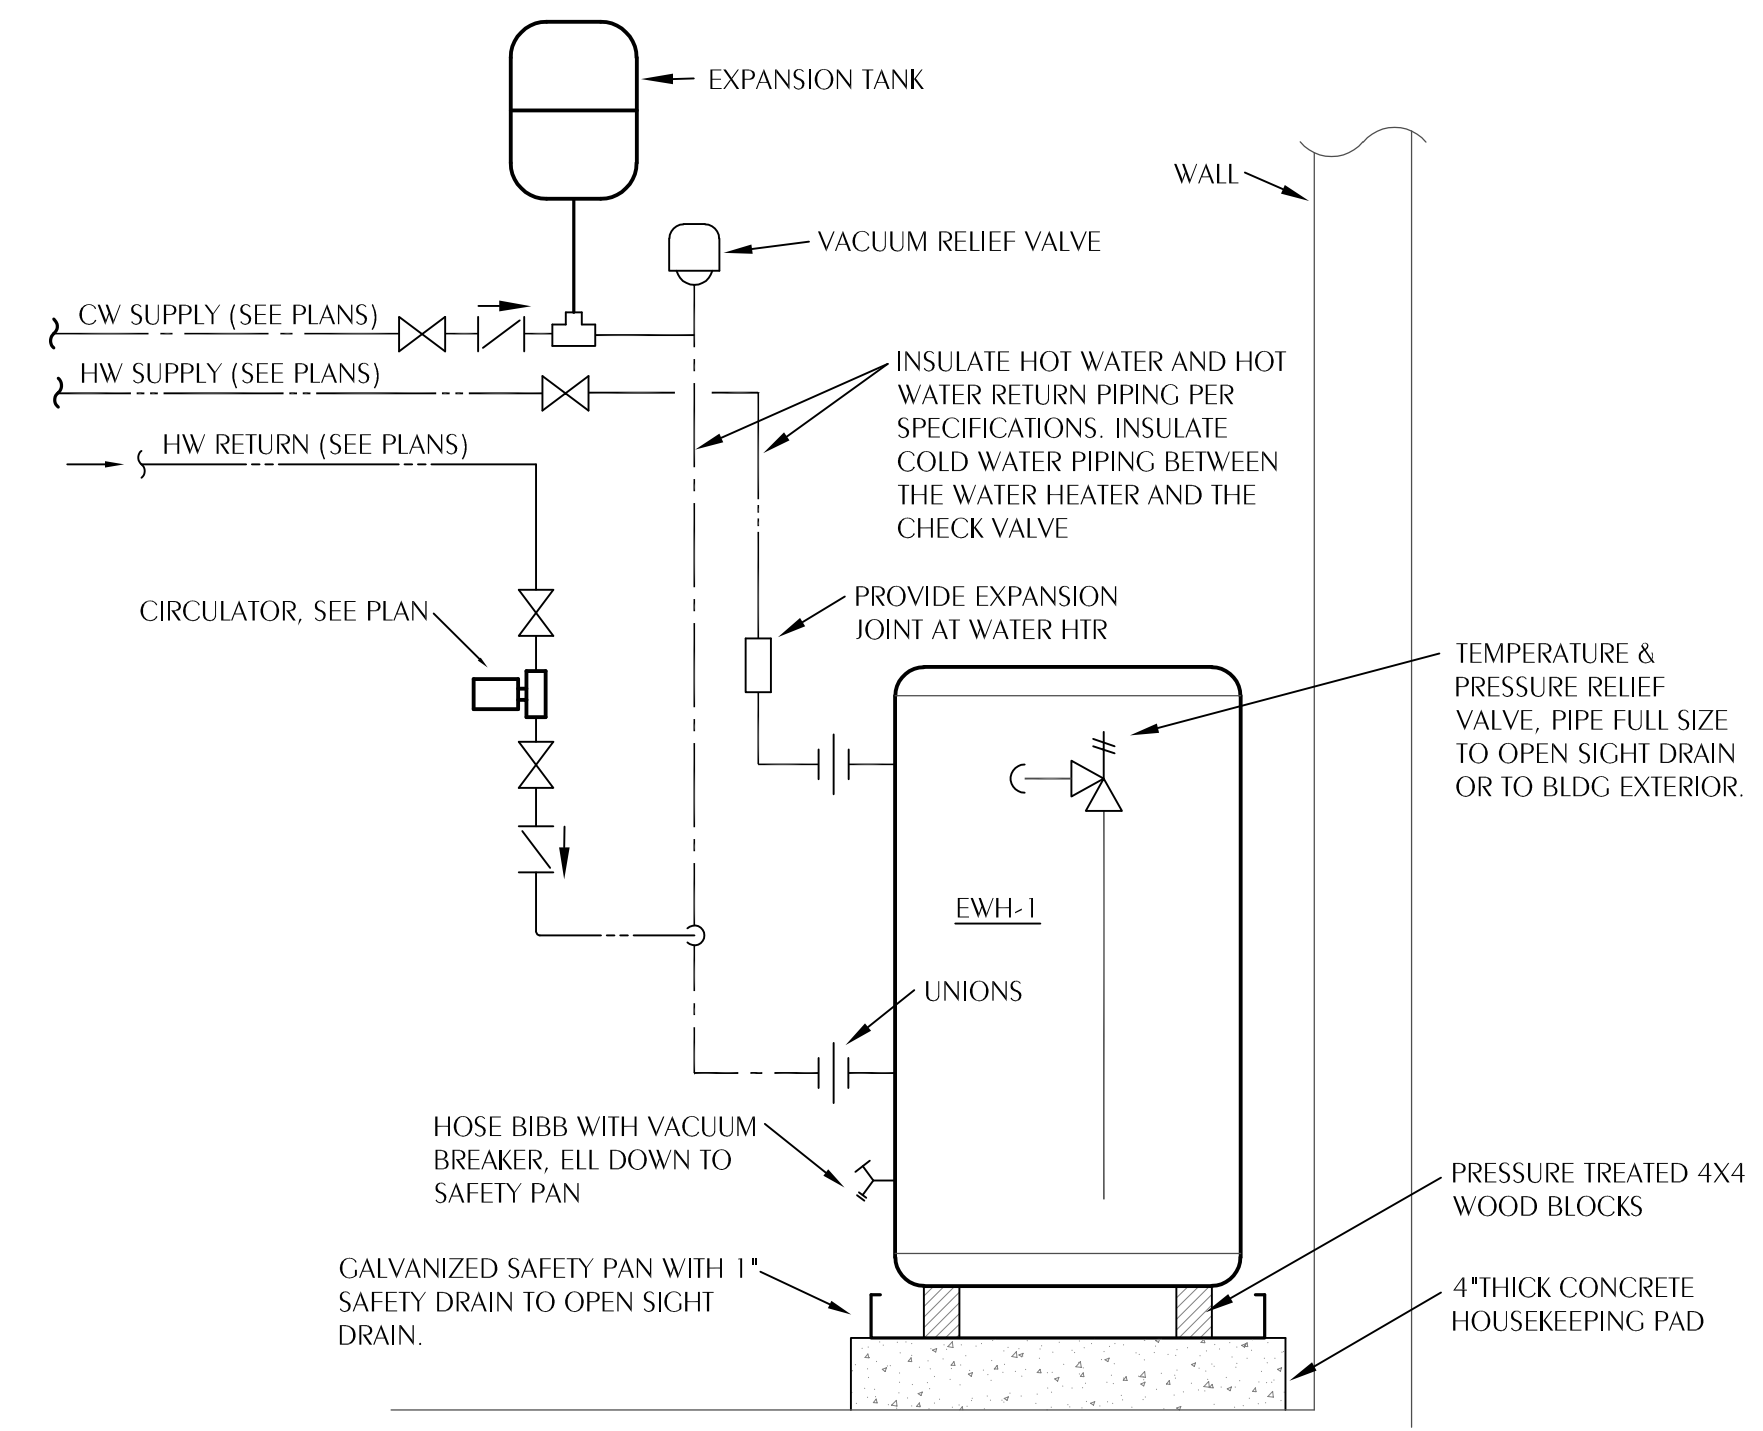 EXPANSION TANK
WALL
VACUUM RELIEF VALVE
CW SUPPLY (SEE PLANS)
HW SUPPLY (SEE PLANS)
HW RETURN (SEE PLANS)
INSULATE HOT WATER AND HOT
WATER RETURN PIPING PER
SPECIFICATIONS. INSULATE
COLD WATER PIPING BETWEEN
THE WATER HEATER AND THE
CHECK VALVE
CIRCULATOR, SEE PLAN
PROVIDE EXPANSION
JOINT AT WATER HTR
TEMPERATURE &
PRESSURE RELIEF
VALVE, PIPE FULL SIZE
TO OPEN SIGHT DRAIN
OR TO BLDG EXTERIOR.
EWH-1
UNIONS
HOSE BIBB WITH VACUUM
BREAKER, ELL DOWN TO
SAFETY PAN
PRESSURE TREATED 4X4
WOOD BLOCKS
GALVANIZED SAFETY PAN WITH 1"
SAFETY DRAIN TO OPEN SIGHT
DRAIN.
4"THICK CONCRETE
HOUSEKEEPING PAD